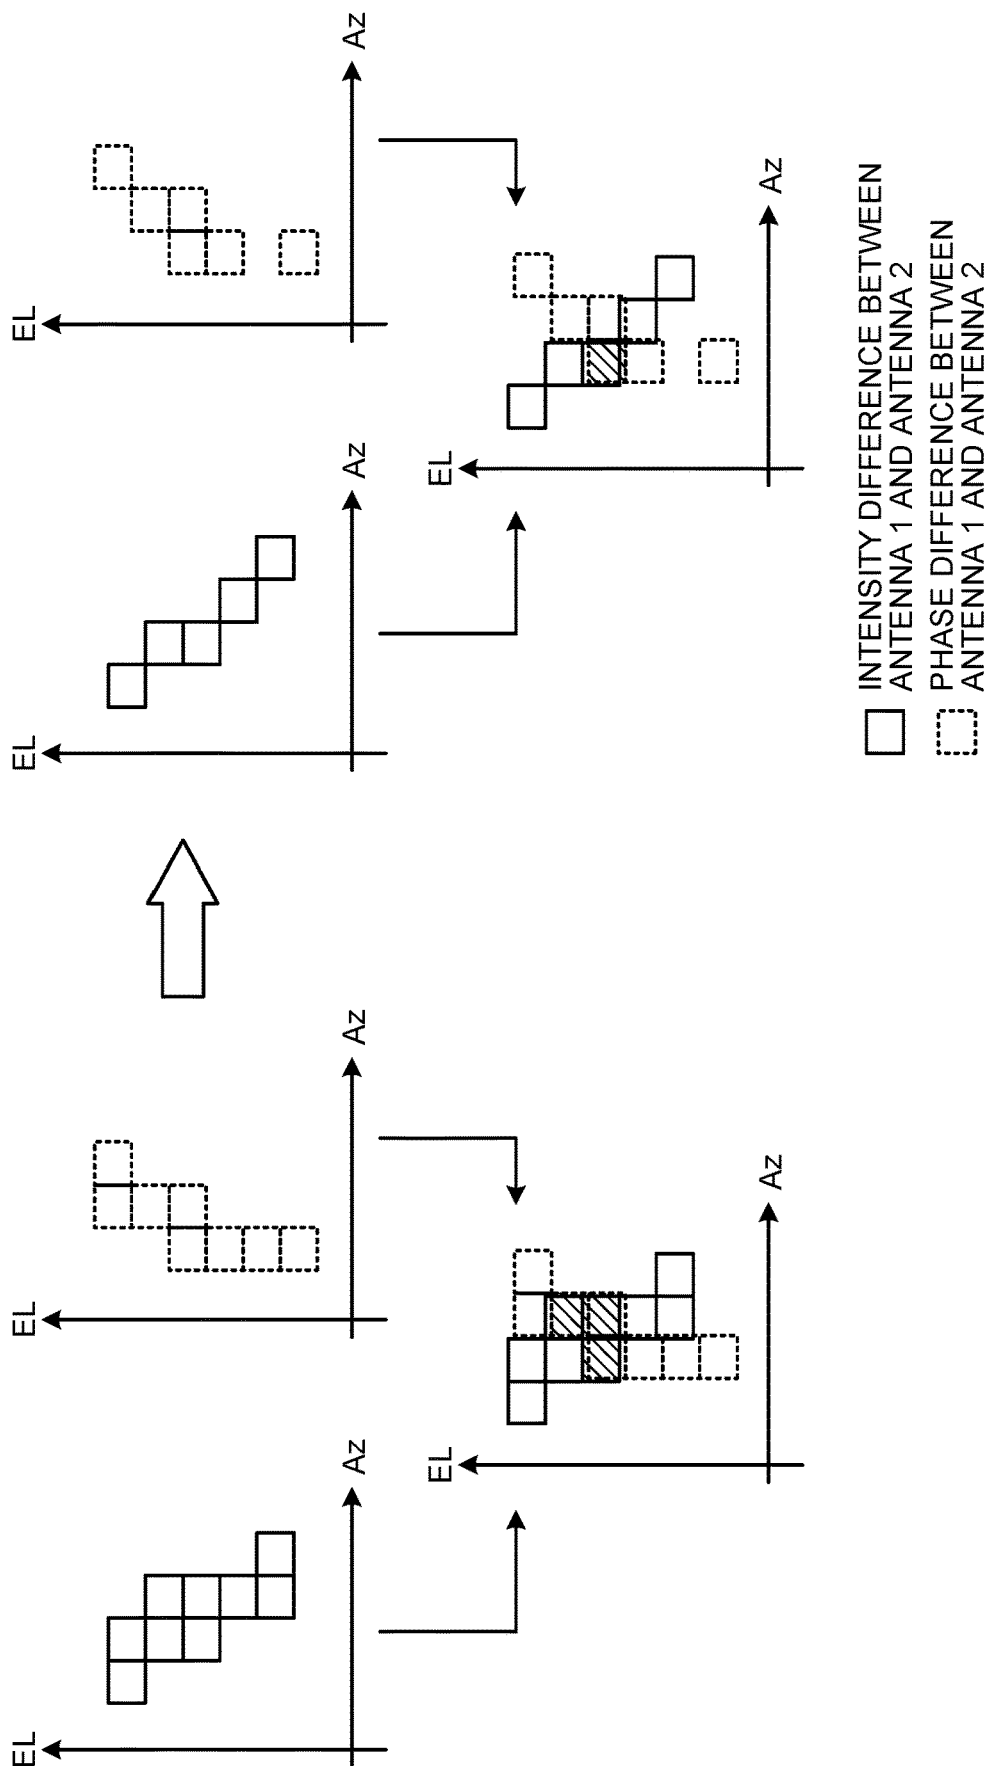 EL
Az
EL
Az
EL
Az
EL
Az
EL
Az
EL
Az
INTENSITY DIFFERENCE BETWEEN
ANTENNA 1 AND ANTENNA 2
PHASE DIFFERENCE BETWEEN
ANTENNA 1 AND ANTENNA 2